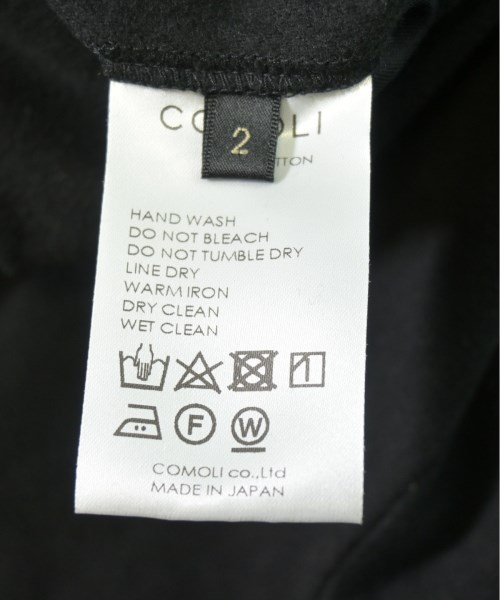 2
HAND WASH
DO NOT BLEACH
DO NOT TUMBLE DRY
LINE DRY
WARM IRON
DRY CLEAN
WET CLEAN
F W
COMOLI co.,Ltd
MADE IN JAPAN